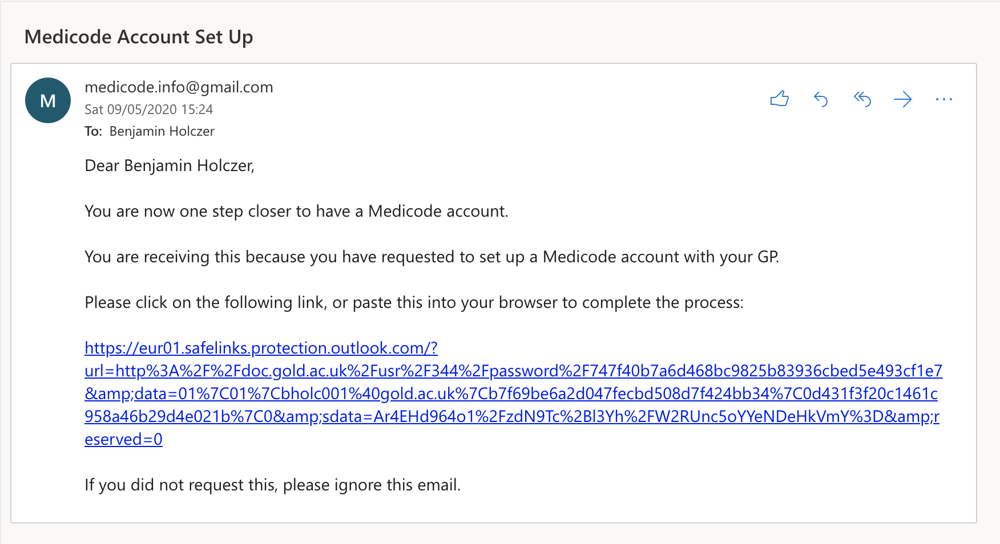 Medicode Account Set Up
M
medicode.info@gmail.com
Sat 09/05/2020 15:24
To: Benjamin Holczer
Dear Benjamin Holczer,
You are now one step closer to have a Medicode account.
You are receiving this because you have requested to set up a Medicode account with your GP.
Please click on the following link, or paste this into your browser to complete the process:
https://eur01.safelinks.protection.outlook.com/?
url=http%3A%2F%2Fdoc.gold.ac.uk%2Fusr%2F344%2Fpassword%2F747f40b7a6d468bc9825b83936cbed5e493cf1e7
&amp;data=01%7C01%7Cbholc001%40gold.ac.uk%7Cb7f69be6a2d047fecbd508d7f424bb34%7C0d431f3f20c1461c
958a46b29d4e021b%7C0&amp;sdata=Ar4EHd964o1%2FzdN9Tc%2Bl3Yh%2FW2RUnc5oYYeNDeHkVmY%3D&amp;r
eserved=0
If you did not request this, please ignore this email.